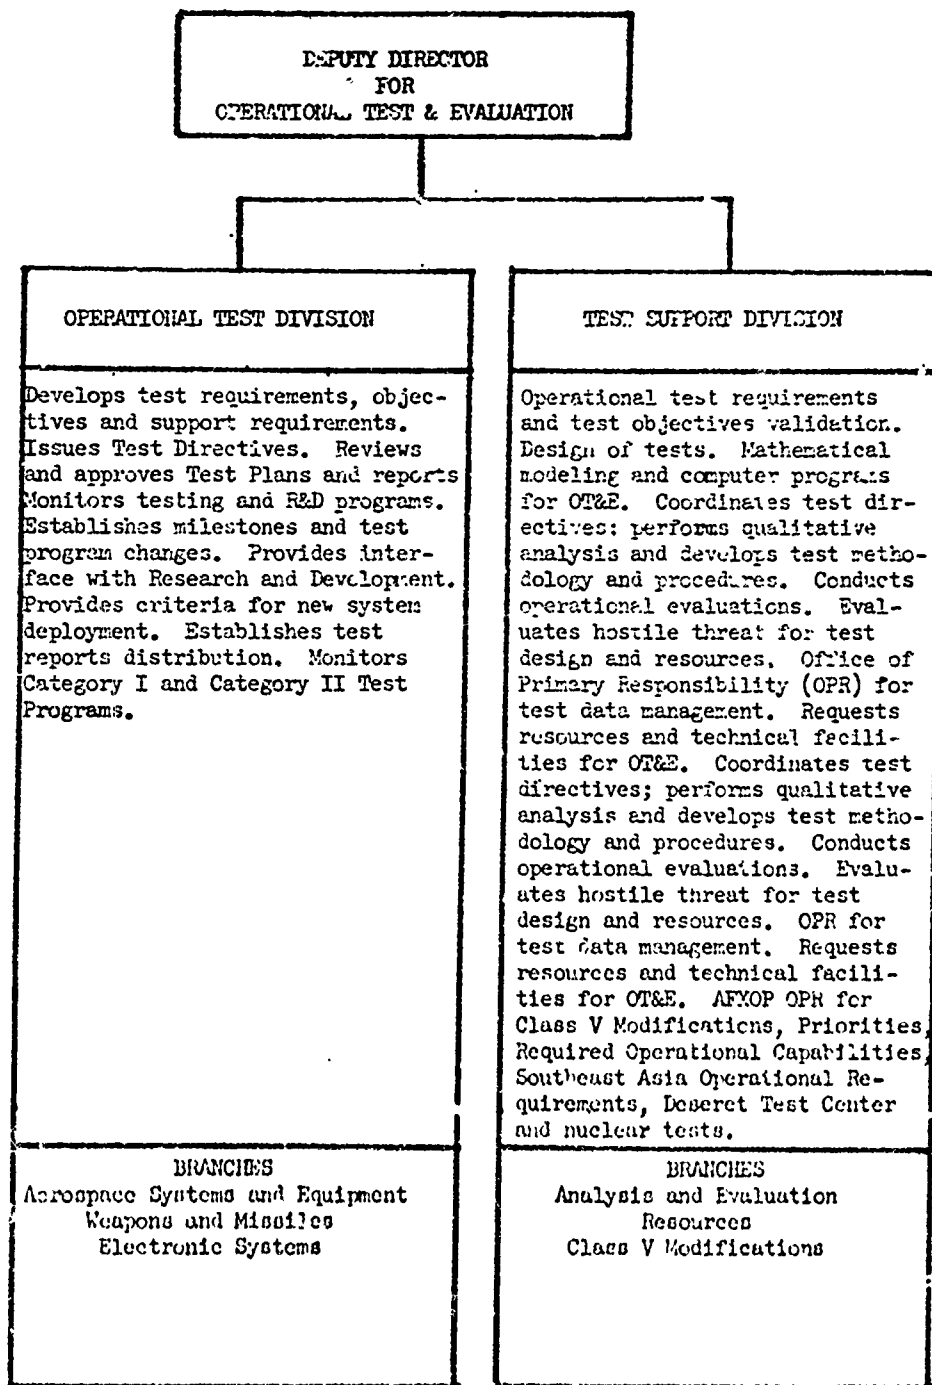 DEPUTY DIRECTOR
FOR
OPERATIONAL TEST & EVALUATION
OPERATIONAL TEST DIVISION
Develops test requirements, objec-
tives and support requirements.
Issues Test Directives. Reviews
and approves Test Plans and reports
Monitors testing and R&D programs.
Establishes milestones and test
program changes. Provides inter-
face with Research and Development.
Provides criteria for new system
deployment. Establishes test
reports distribution. Monitors
Category I and Category II Test
Programs.
BRANCHES
Aerospace Systems and Equipment
Weapons and Missiles
Electronic Systems
TEST SUPPORT DIVISION
Operational test requirements
and test objectives validation.
Design of tests. Mathematical
modeling and computer programs
for OT&E. Coordinates test dir-
ectives; performs qualitative
analysis and develops test metho-
dology and procedures. Conducts
operational evaluations. Eval-
uates hostile threat for test
design and resources. Office of
Primary Responsibility (OPR) for
test data management. Requests
resources and technical facili-
ties for OT&E. Coordinates test
directives; performs qualitative
analysis and develops test metho-
dology and procedures. Conducts
operational evaluations. Evalu-
ates hostile threat for test
design and resources. OPR for
test data management. Requests
resources and technical facili-
ties for OT&E. AFXOP OPR for
Class V Modifications, Priorities,
Required Operational Capabilities,
Southeast Asia Operational Re-
quirements, Deseret Test Center
and nuclear tests.
BRANCHES
Analysis and Evaluation
Resources
Class V Modifications